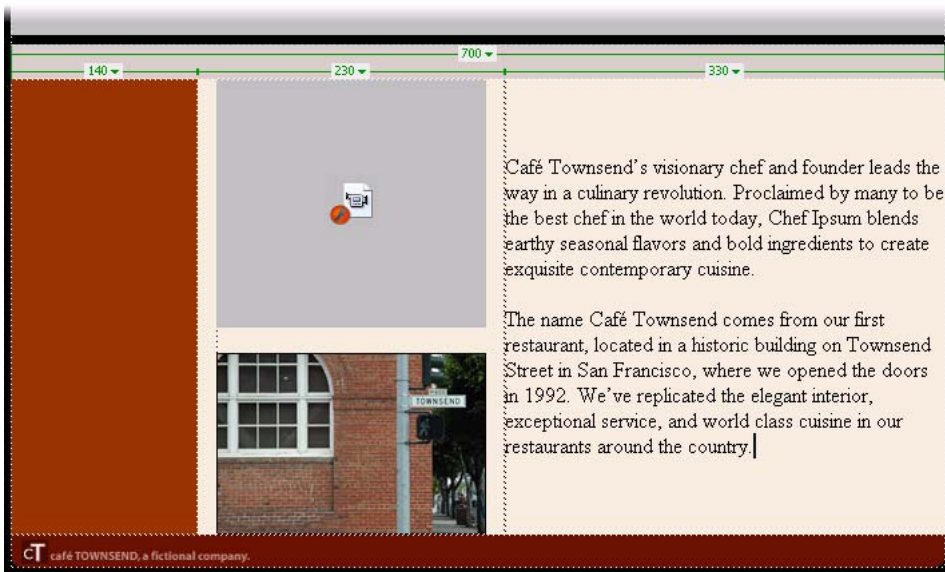 700
140
230
330
Café Townsend's visionary chef and founder leads the
way in a culinary revolution. Proclaimed by many to be
the best chef in the world today, Chef Ipsum blends
earthy seasonal flavors and bold ingredients to create
exquisite contemporary cuisine.
The name Café Townsend comes from our first
restaurant, located in a historic building on Townsend
Street in San Francisco, where we opened the doors
in 1992. We've replicated the elegant interior,
exceptional service, and world class cuisine in our
restaurants around the country.
TOWNSEND
cT café TOWNSEND, a fictional company.